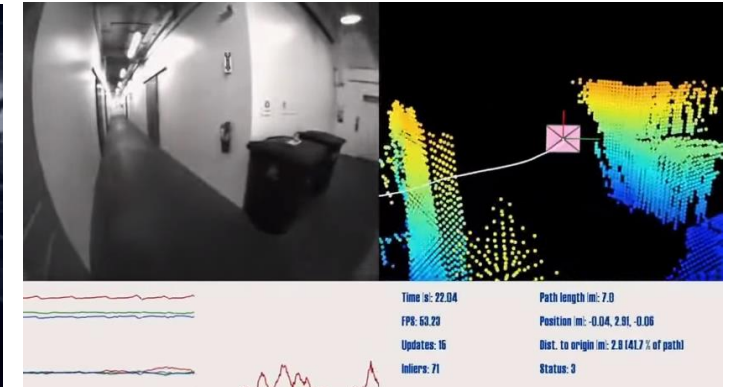 Time [s]: 22.04
FPS: 53.23
Updates: 15
Inliers: 71
Path length [m]: 7.0
Position [m]: -0.04, 2.91, -0.06
Dist. to origin [m]: 2.9 (41.7 % of path)
Status: 3